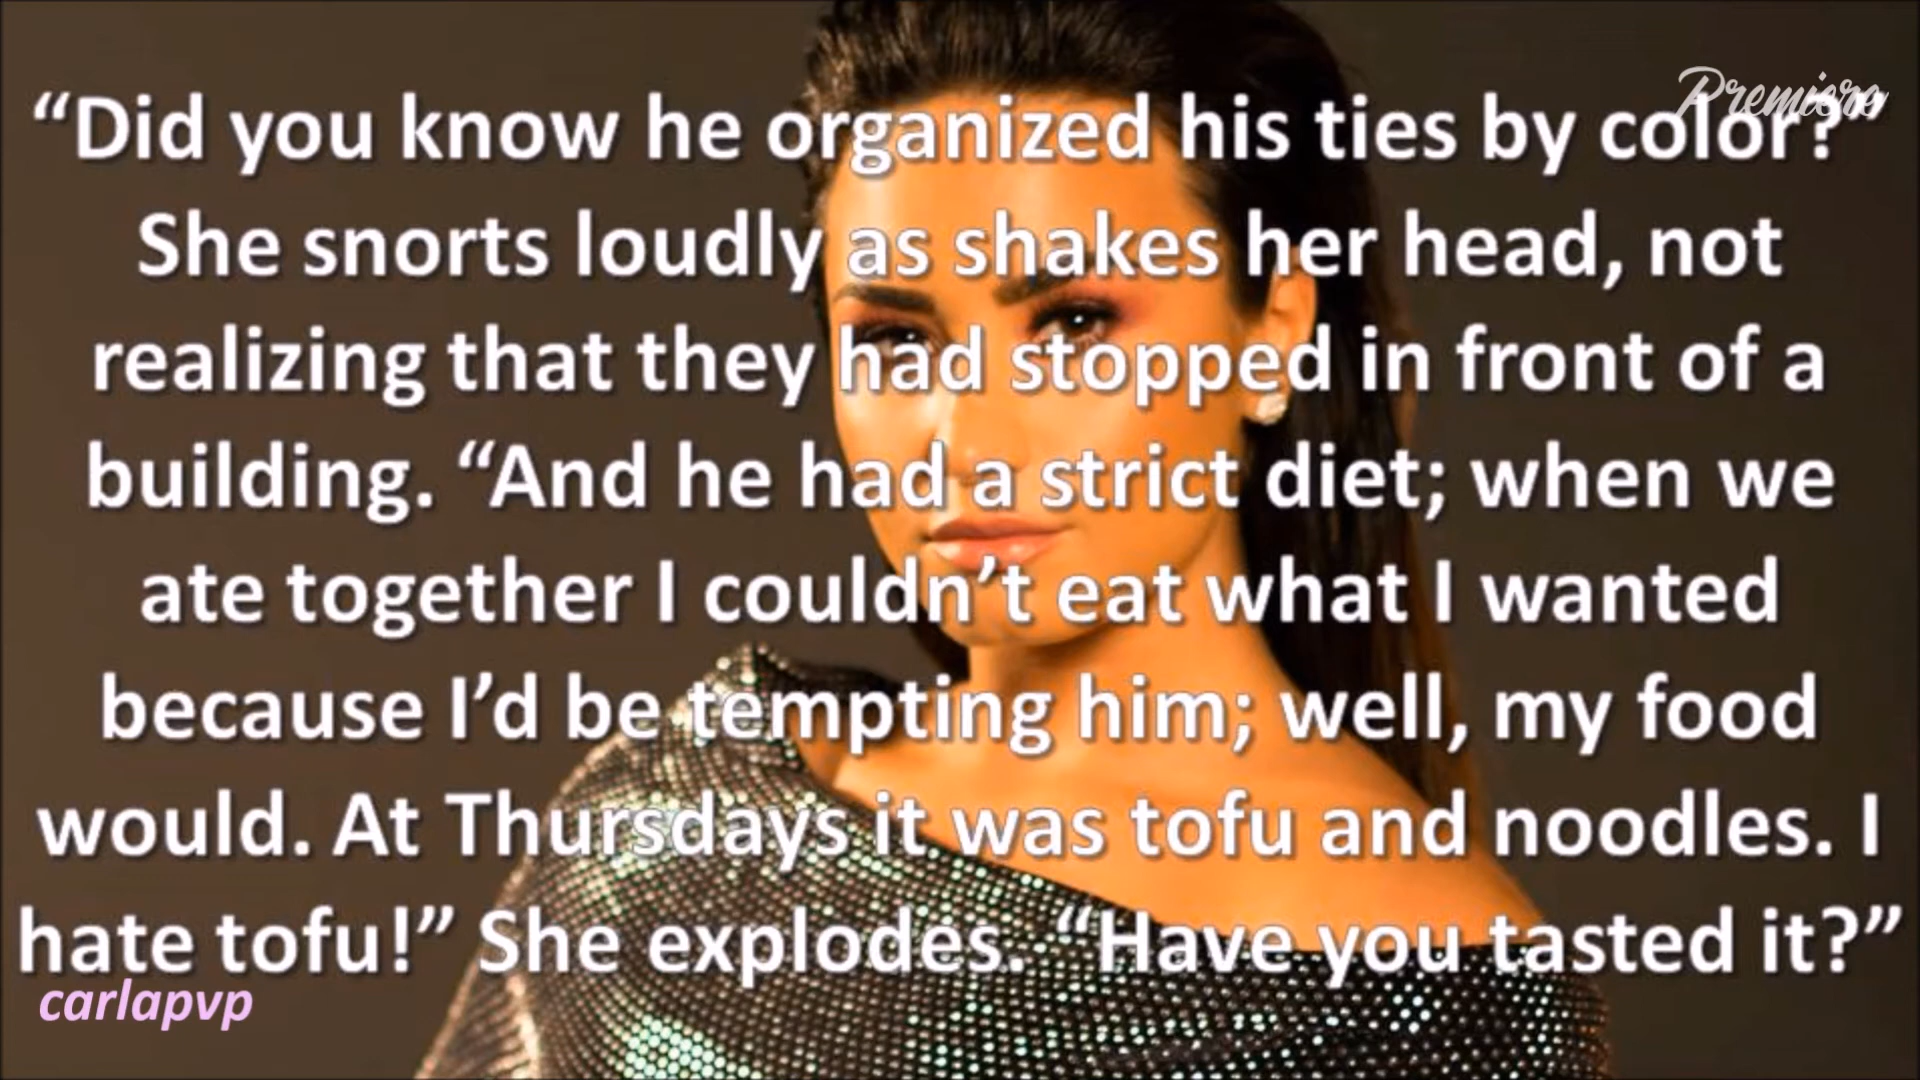 Premiere
“Did you know he organized his ties by color?”
She snorts loudly as shakes her head, not
realizing that they had stopped in front of a
building. “And he had a strict diet; when we
ate together I couldn’t eat what I wanted
because I’d be tempting him; well, my food
would. At Thursdays it was tofu and noodles. I
hate tofu!” She explodes. “Have you tasted it?”
carlapvp